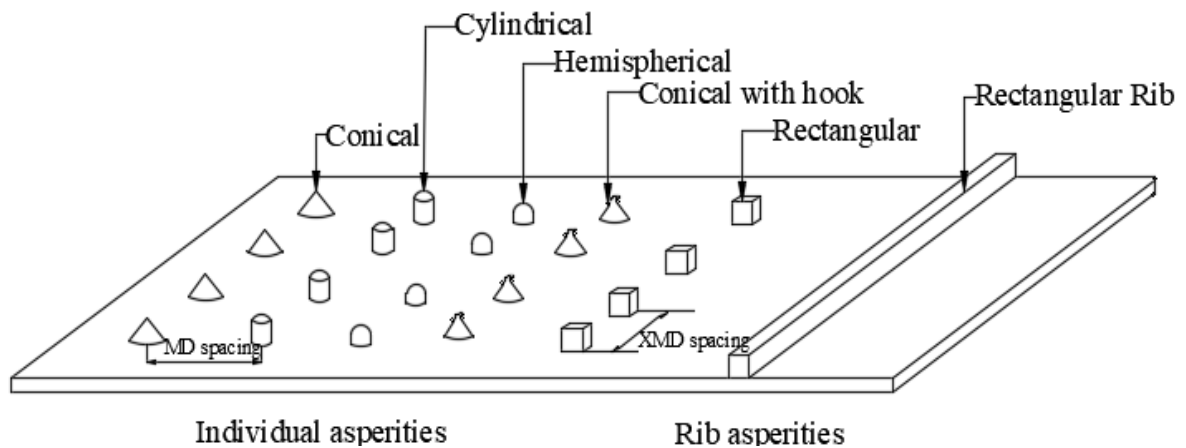 Cylindrical
Hemispherical
Conical with hook
Rectangular Rib
Conical
Rectangular
MD spacing
XMD spacing
Individual asperities
Rib asperities